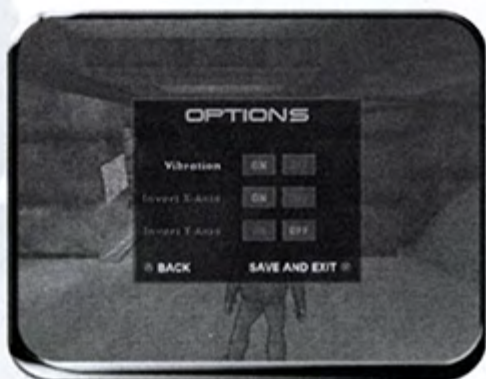 OPTIONS
Vibration ON
Invert X-Axis ON
Invert Y-Axis OFF
BACK SAVE AND EXIT